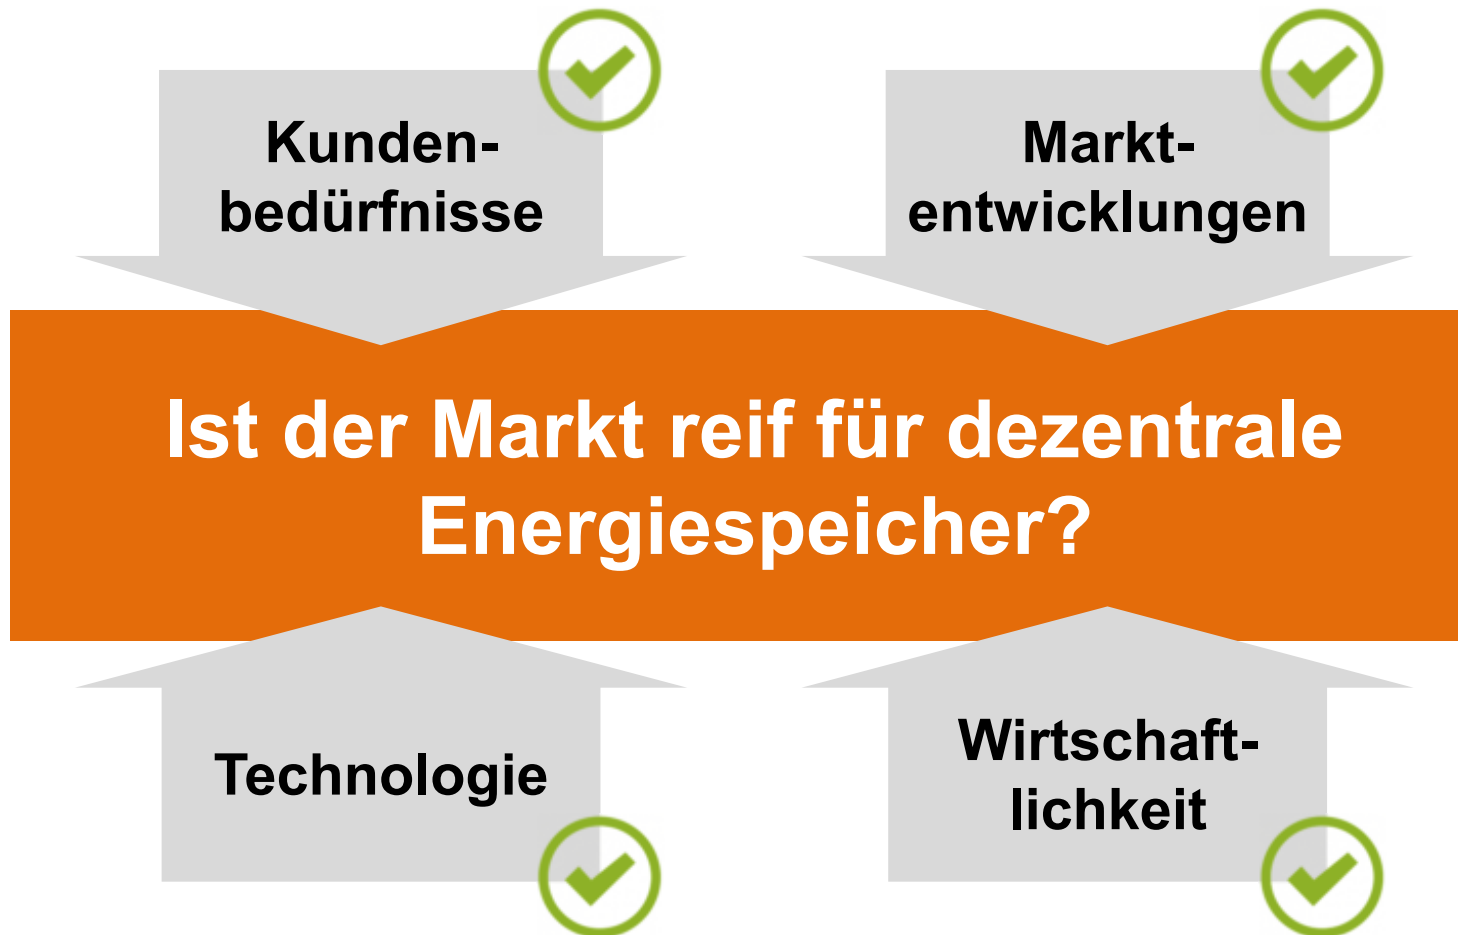 Kunden-
bedürfnisse
Markt-
entwicklungen
Ist der Markt reif für dezentrale
Energiespeicher?
Technologie
Wirtschaft-
lichkeit